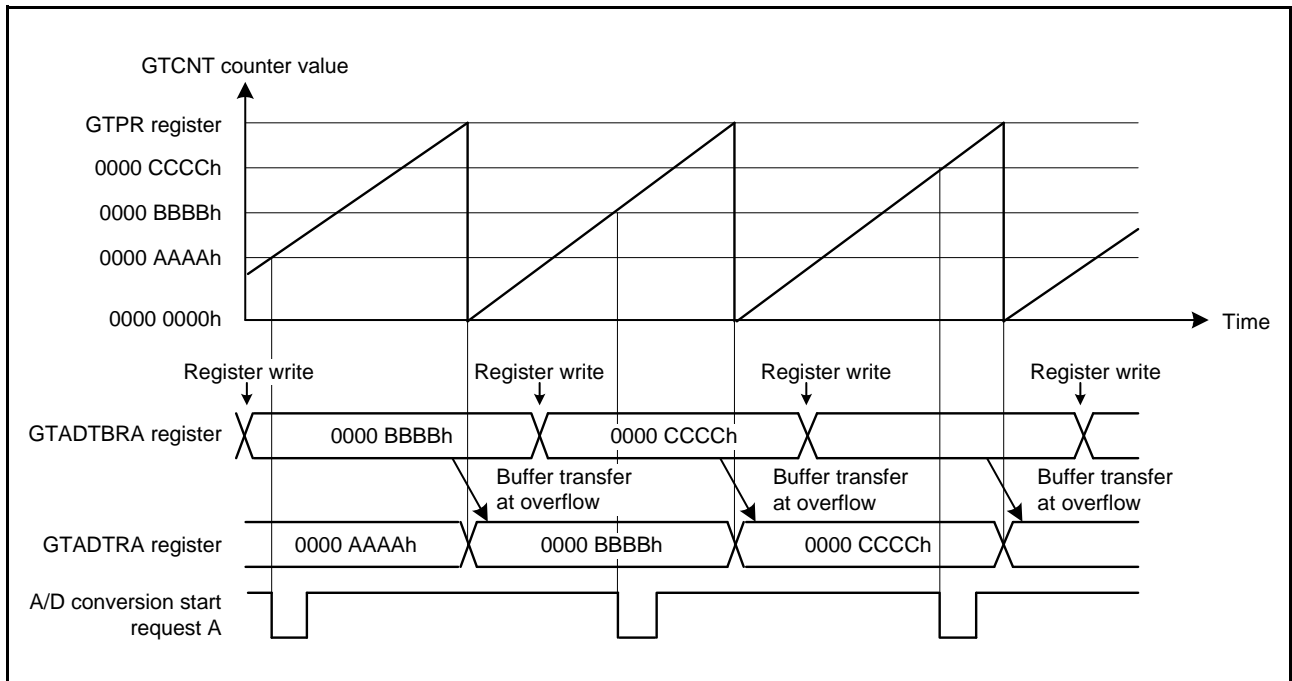 GTCNT counter value
GTPR register
0000 CCCCh
0000 BBBBh
0000 AAAAh
0000 0000h
Time
Register write
Register write
Register write
Register write
GTADTBRA register
0000 BBBBh
0000 CCCCh
Buffer transfer
at overflow
Buffer transfer
at overflow
Buffer transfer
at overflow
GTADTRA register
0000 AAAAh
0000 BBBBh
0000 CCCCh
A/D conversion start
request A